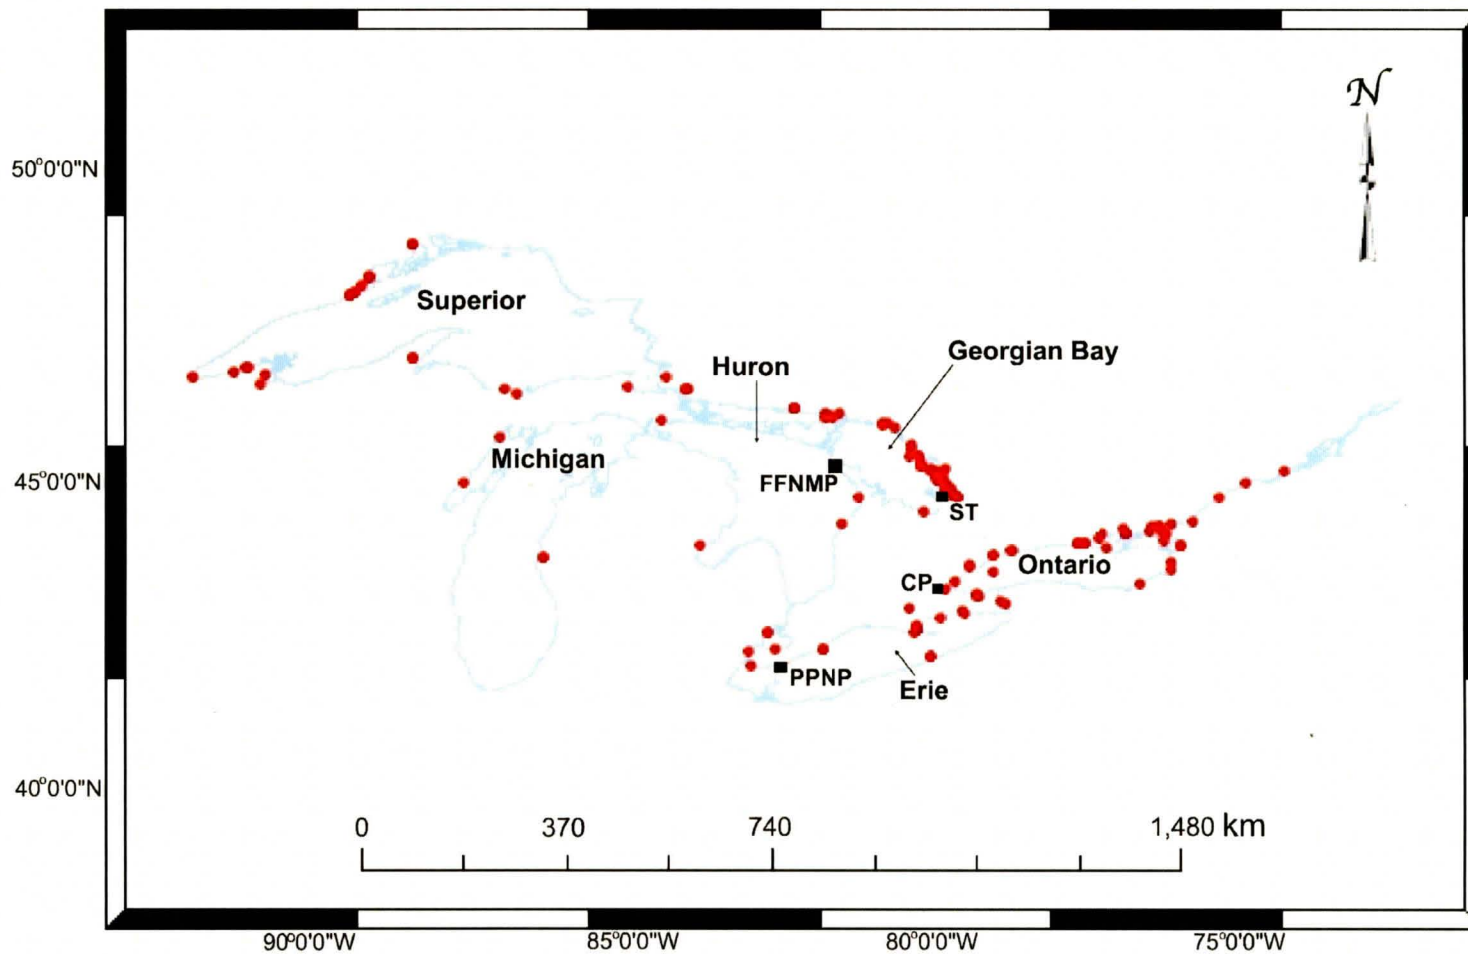 N
50°0'0"N
Superior
Georgian Bay
Huron
Michigan
45°0'0"N
FFNMP
ST
Ontario
CP
PPNP
Erie
40°0'0"N
0 370 740 1,480 km
90°0'0"W 85°0'0"W 80°0'0"W 75°0'0"W